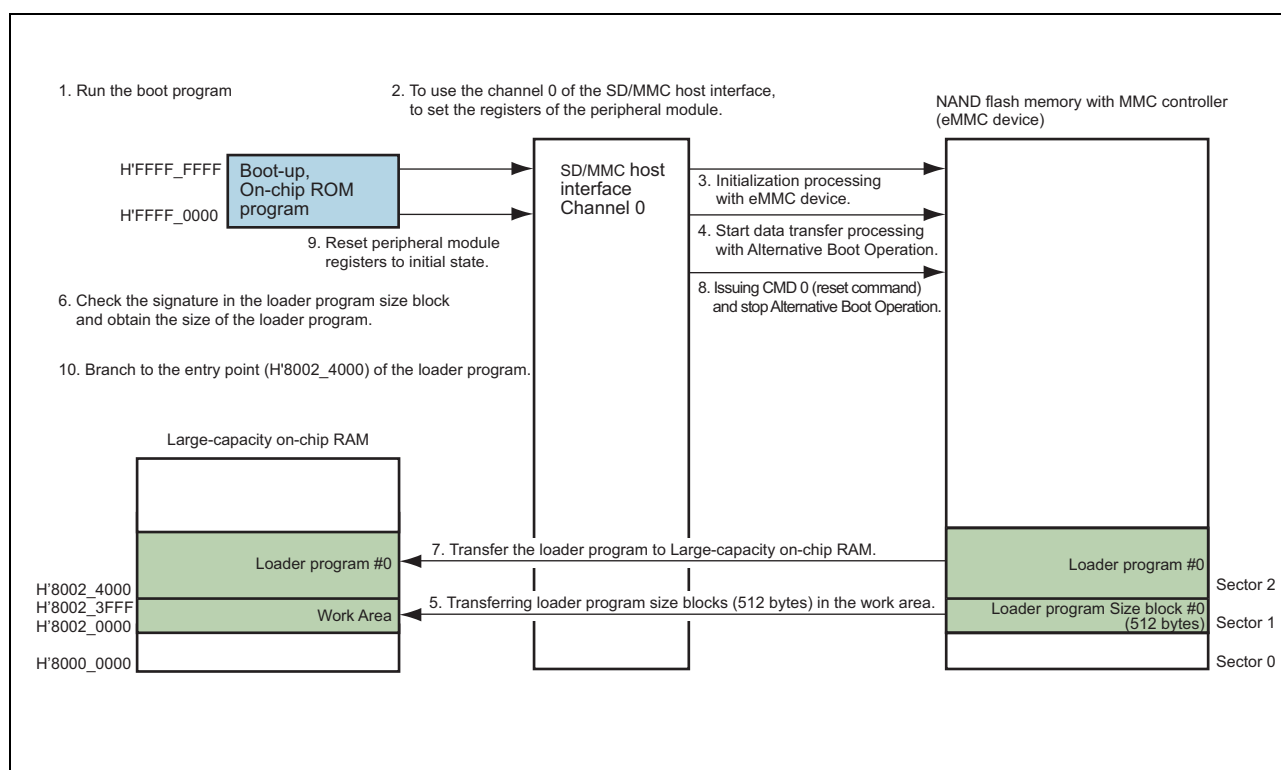 1. Run the boot program
2. To use the channel 0 of the SD/MMC host interface,
to set the registers of the peripheral module.
NAND flash memory with MMC controller
(eMMC device)
H'FFFF_FFFF
H'FFFF_0000
Boot-up,
On-chip ROM
program
SD/MMC host
interface
Channel 0
3. Initialization processing
with eMMC device.
4. Start data transfer processing
with Alternative Boot Operation.
9. Reset peripheral module
registers to initial state.
8. Issuing CMD 0 (reset command)
and stop Alternative Boot Operation.
6. Check the signature in the loader program size block
and obtain the size of the loader program.
10. Branch to the entry point (H'8002_4000) of the loader program.
Large-capacity on-chip RAM
7. Transfer the loader program to Large-capacity on-chip RAM.
Loader program #0
Loader program #0
H'8002_4000
Sector 2
H'8002_3FFF
5. Transferring loader program size blocks (512 bytes) in the work area.
Work Area
Loader program Size block #0
(512 bytes)
H'8002_0000
Sector 1
H'8000_0000
Sector 0